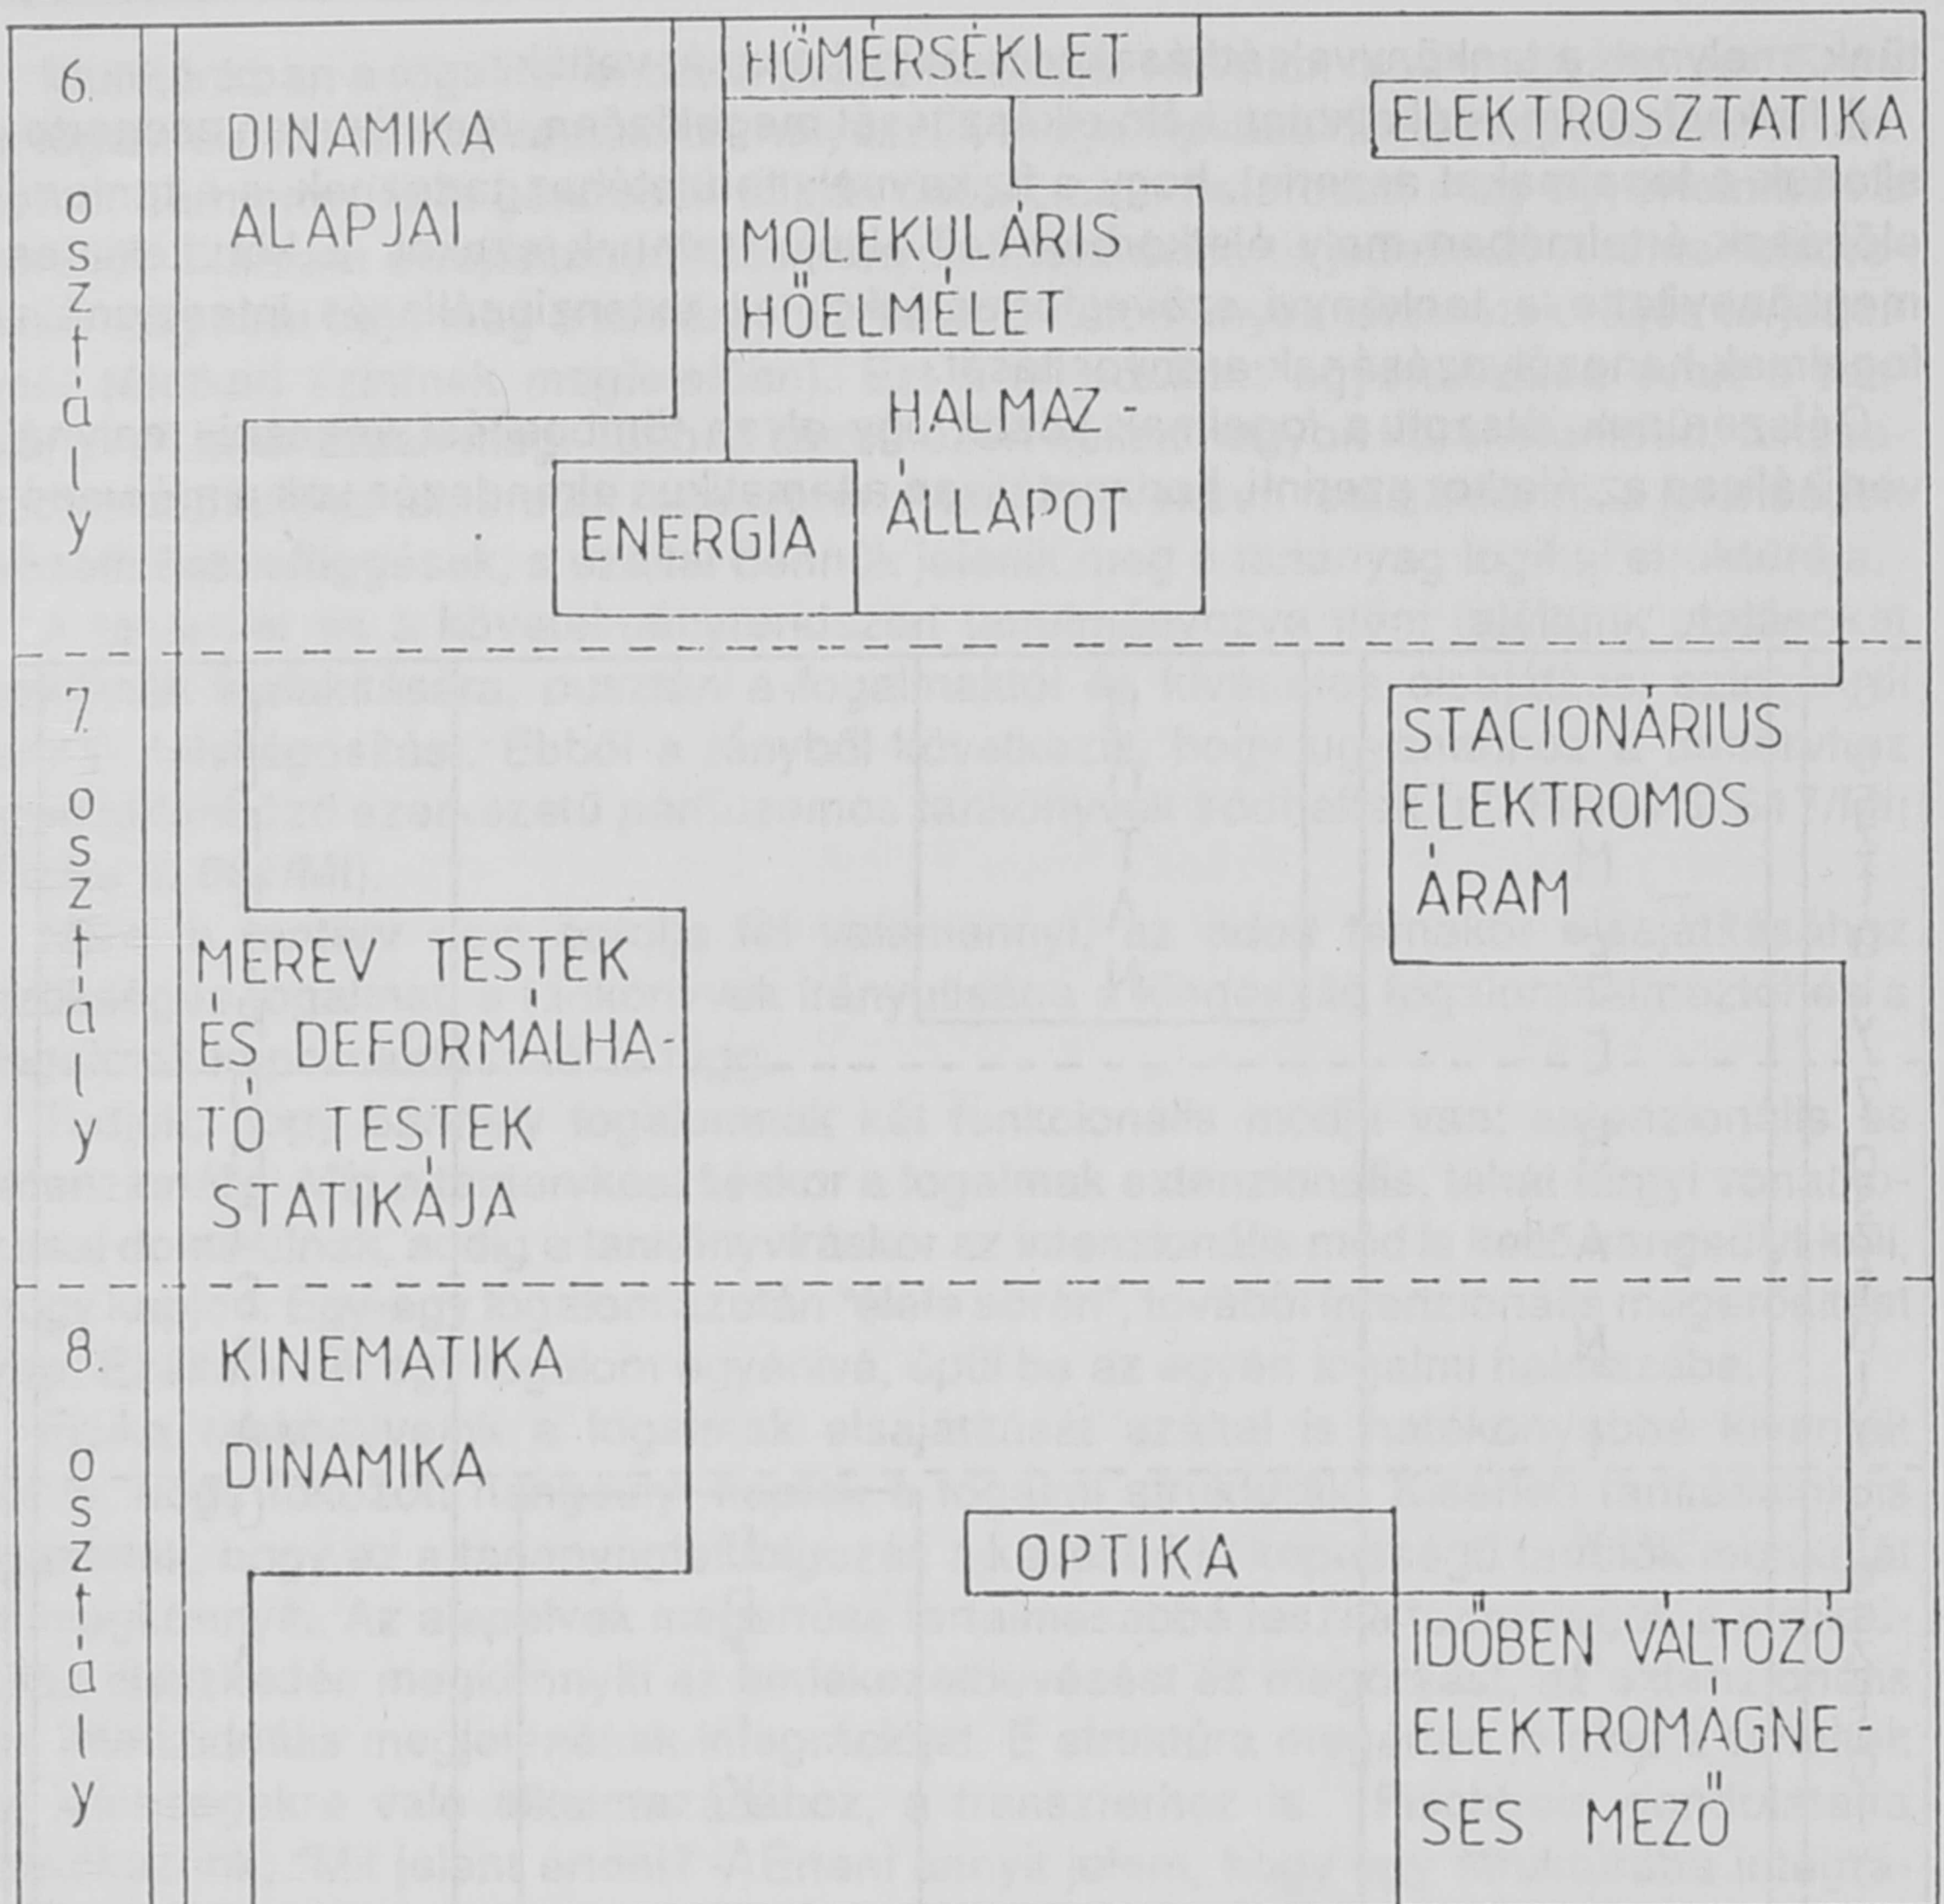 6.
osztály
DINAMIKA
ALAPJAI
HŐMÉRSÉKLET
MOLEKULÁRIS
HŐELMÉLET
HALMAZ-
ÁLLAPOT
ENERGIA
ELEKTROSZTATIKA
7.
osztály
MEREV TESTEK
ÉS DEFORMÁLHA-
TÓ TESTEK
STATIKÁJA
STACIONÁRIUS
ELEKTROMOS
ÁRAM
8.
osztály
KINEMATIKA
DINAMIKA
OPTIKA
IDŐBEN VÁLTOZÓ
ELEKTROMÁGNE-
SES MEZŐ